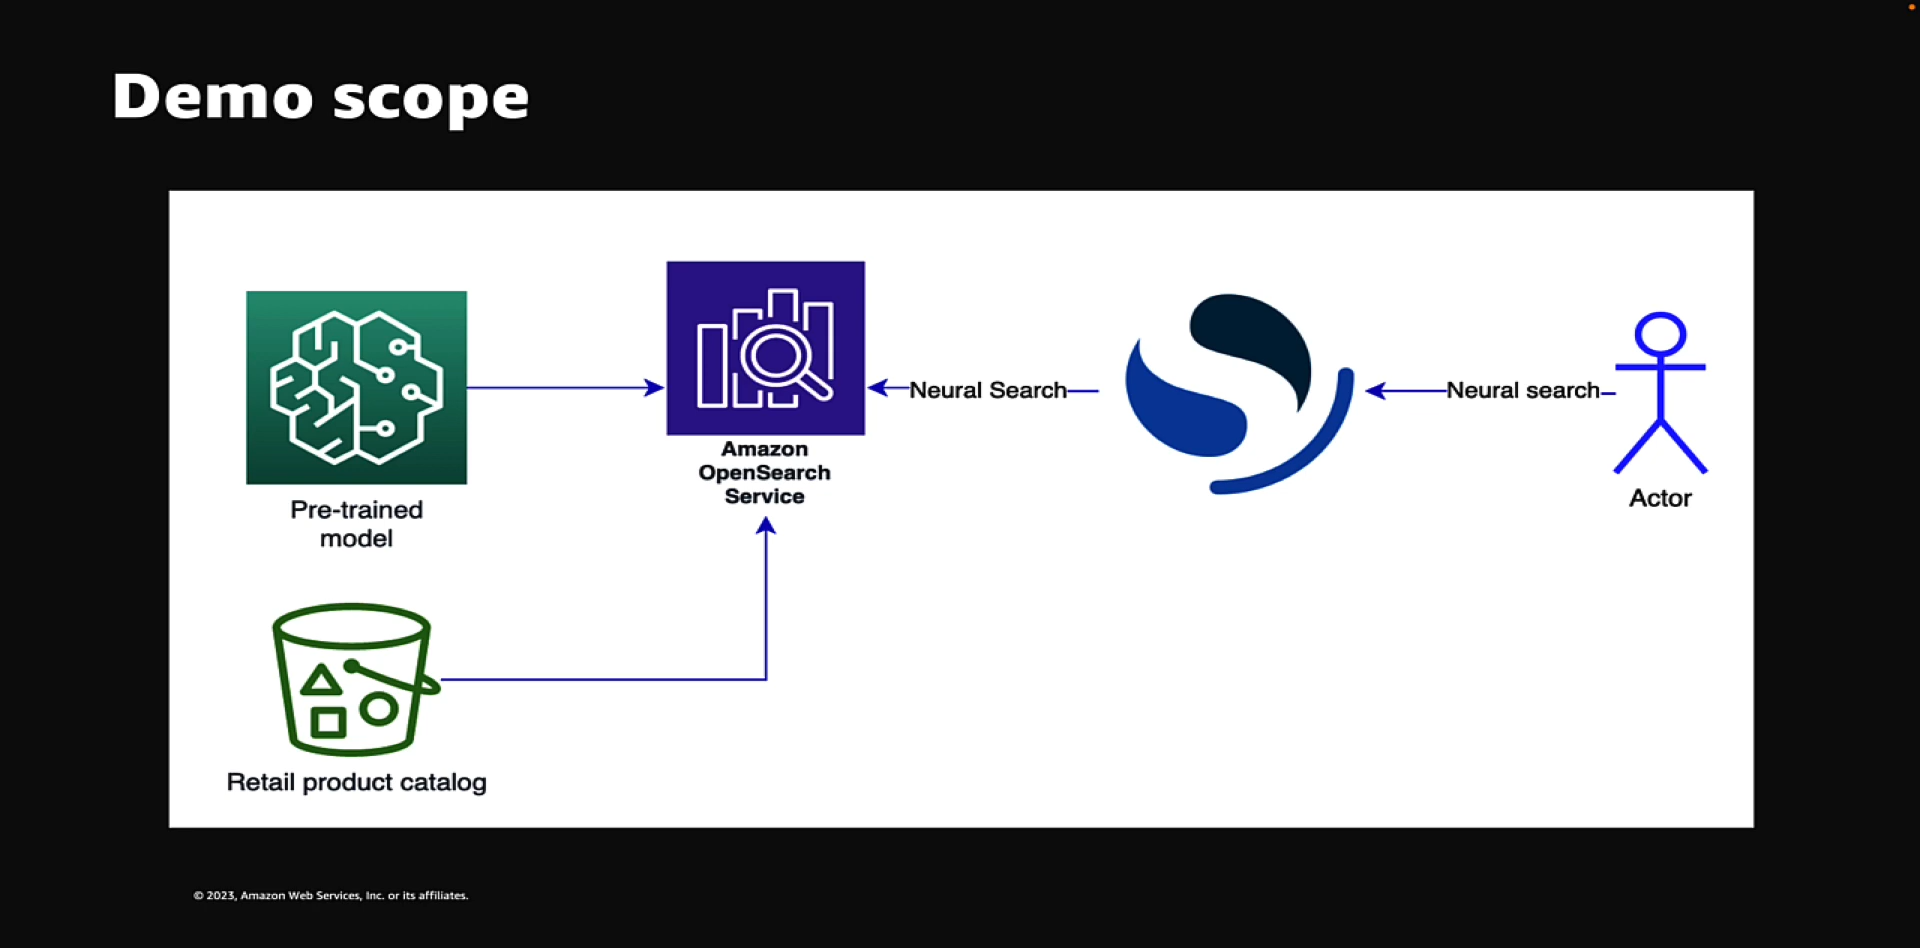 Demo scope
Pre-trained
model
Amazon
OpenSearch
Service
Neural Search
Neural search
Actor
Retail product catalog
© 2023, Amazon Web Services, Inc. or its affiliates.